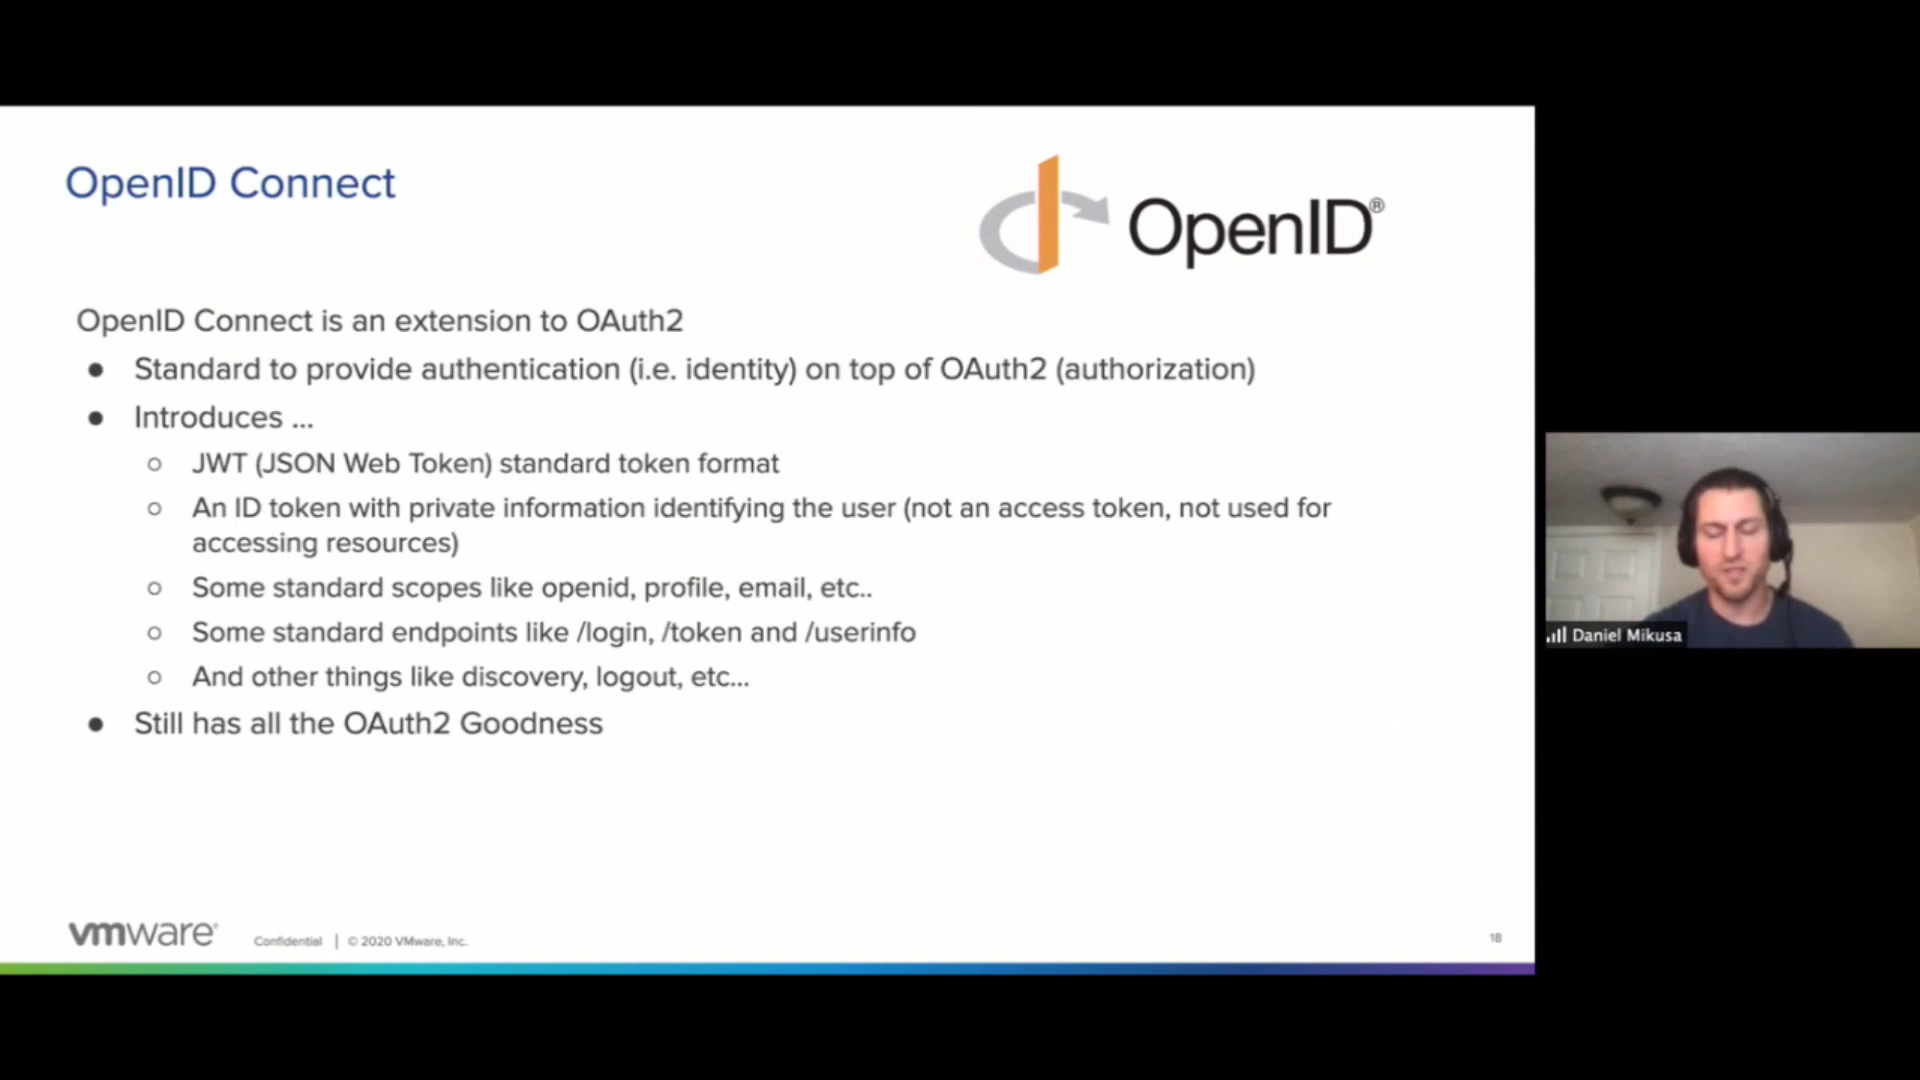 OpenID Connect
OpenID®
OpenID Connect is an extension to OAuth2
● Standard to provide authentication (i.e. identity) on top of OAuth2 (authorization)
● Introduces ...
○ JWT (JSON Web Token) standard token format
○ An ID token with private information identifying the user (not an access token, not used for
accessing resources)
○ Some standard scopes like openid, profile, email, etc..
○ Some standard endpoints like /login, /token and /userinfo
○ And other things like discovery, logout, etc...
● Still has all the OAuth2 Goodness
Daniel Mikusa
vmware®
Confidential | © 2020 VMware, Inc.
18